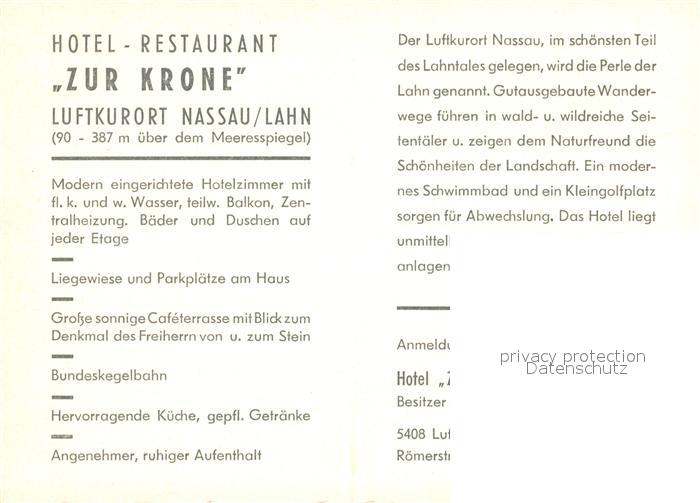 HOTEL - RESTAURANT
„ZUR KRONE"
LUFTKURORT NASSAU/LAHN
(90 - 387 m über dem Meeresspiegel)
Modern eingerichtete Hotelzimmer mit
fl. k. und w. Wasser, teilw. Balkon, Zen-
tralheizung. Bäder und Duschen auf
jeder Etage
Liegewiese und Parkplätze am Haus
Große sonnige Caféterrasse mit Blick zum
Denkmal des Freiherrn von u. zum Stein
Bundeskegelbahn
Hervorragende Küche, gepfl. Getränke
Angenehmer, ruhiger Aufenthalt
Der Luftkurort Nassau, im schönsten Teil
des Lahntales gelegen, wird die Perle der
Lahn genannt. Gutausgebaute Wander-
wege führen in wald- u. wildreiche Sei-
tentäler u. zeigen dem Naturfreund die
Schönheiten der Landschaft. Ein moder-
nes Schwimmbad und ein Kleingolfplatz
sorgen für Abwechslung. Das Hotel liegt
unmittel
anlagen
Anmeldu
Hotel „Z
Besitzer
5408 Luf
Römerstr
privacy protection
Datenschutz